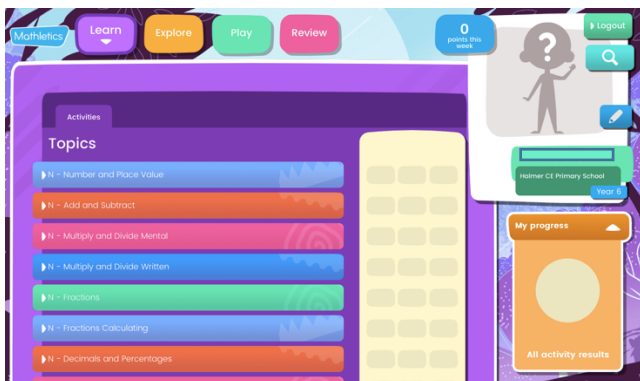 Mathletics
Learn
Explore
Play
Review
0
points this
week
Logout
Activities
Topics
N - Number and Place Value
N - Add and Subtract
N - Multiply and Divide Mental
N - Multiply and Divide Written
N - Fractions
N - Fractions Calculating
N - Decimals and Percentages
?
Holmer CE Primary School
Year 6
My progress
All activity results